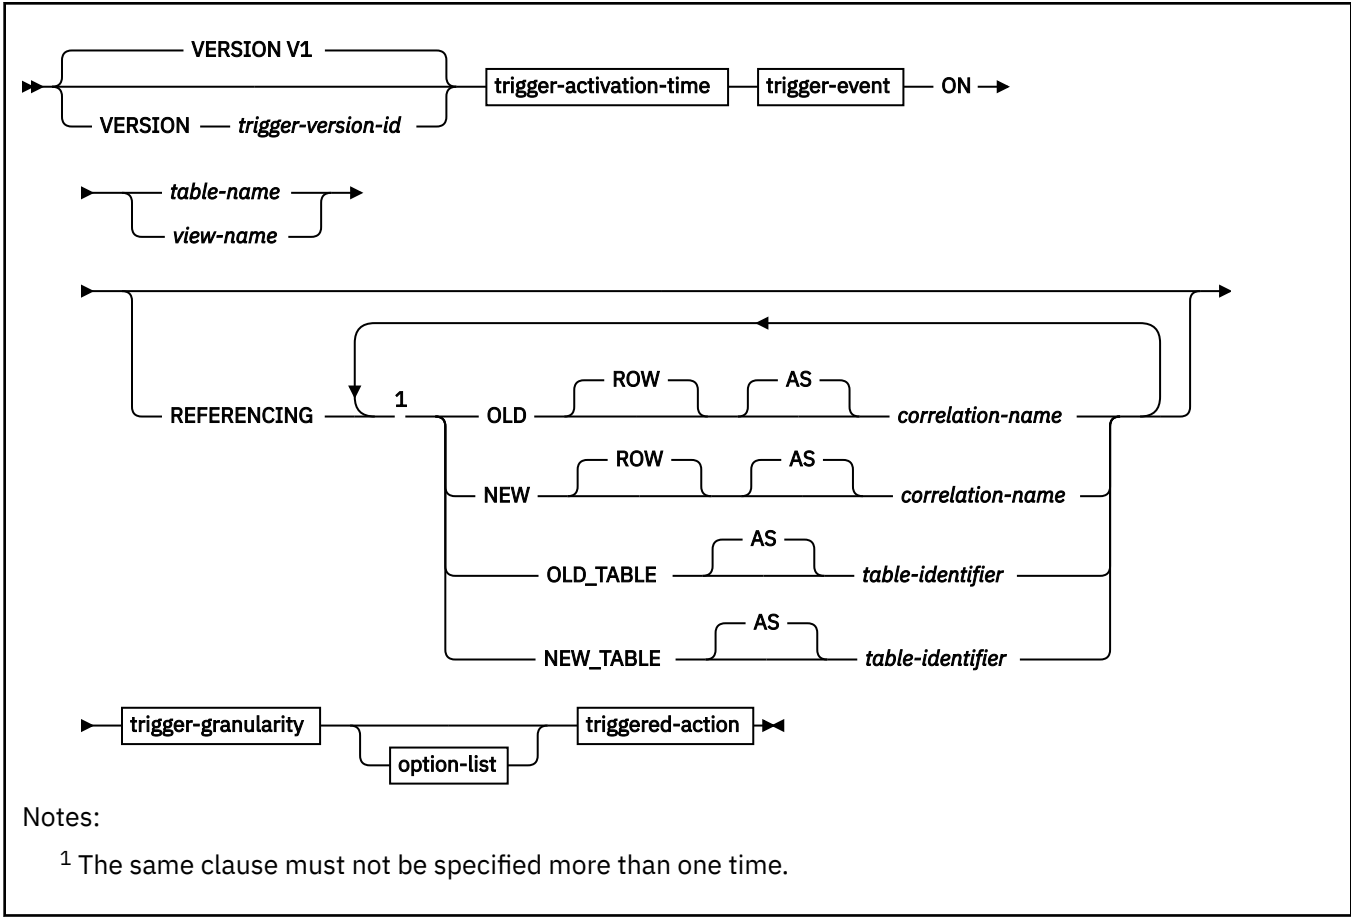 VERSION V1
trigger-activation-time trigger-event ON
VERSION trigger-version-id
table-name
view-name
ROW AS
REFERENCING 1 OLD correlation-name
ROW AS
NEW correlation-name
AS
OLD_TABLE table-identifier
AS
NEW_TABLE table-identifier
trigger-granularity triggered-action
option-list
Notes:
1 The same clause must not be specified more than one time.